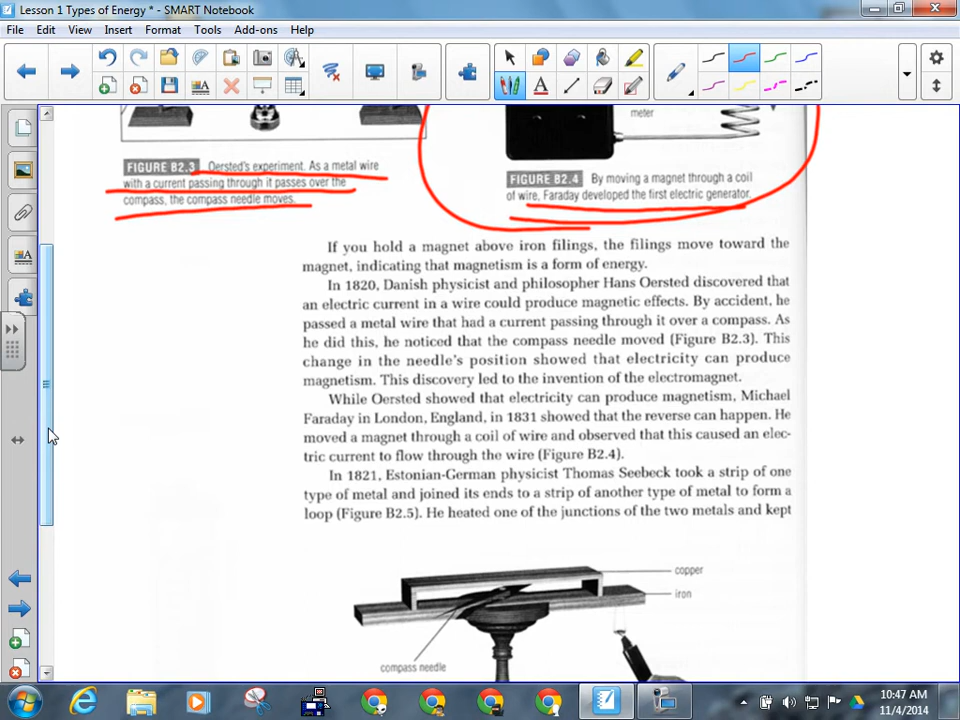 Lesson 1 Types of Energy * - SMART Notebook
File Edit View Insert Format Tools Add-ons Help
meter
FIGURE B2.3 Oersted's experiment. As a metal wire
with a current passing through it passes over the
compass, the compass needle moves.
FIGURE B2.4 By moving a magnet through a coil
of wire, Faraday developed the first electric generator.
If you hold a magnet above iron filings, the filings move toward the
magnet, indicating that magnetism is a form of energy.
In 1820, Danish physicist and philosopher Hans Oersted discovered that
an electric current in a wire could produce magnetic effects. By accident, he
passed a metal wire that had a current passing through it over a compass. As
he did this, he noticed that the compass needle moved (Figure B2.3). This
change in the needle's position showed that electricity can produce
magnetism. This discovery led to the invention of the electromagnet.
While Oersted showed that electricity can produce magnetism, Michael
Faraday in London, England, in 1831 showed that the reverse can happen. He
moved a magnet through a coil of wire and observed that this caused an elec-
tric current to flow through the wire (Figure B2.4).
In 1821, Estonian-German physicist Thomas Seebeck took a strip of one
type of metal and joined its ends to a strip of another type of metal to form a
loop (Figure B2.5). He heated one of the junctions of the two metals and kept
copper
iron
compass needle
10:47 AM
11/4/2014